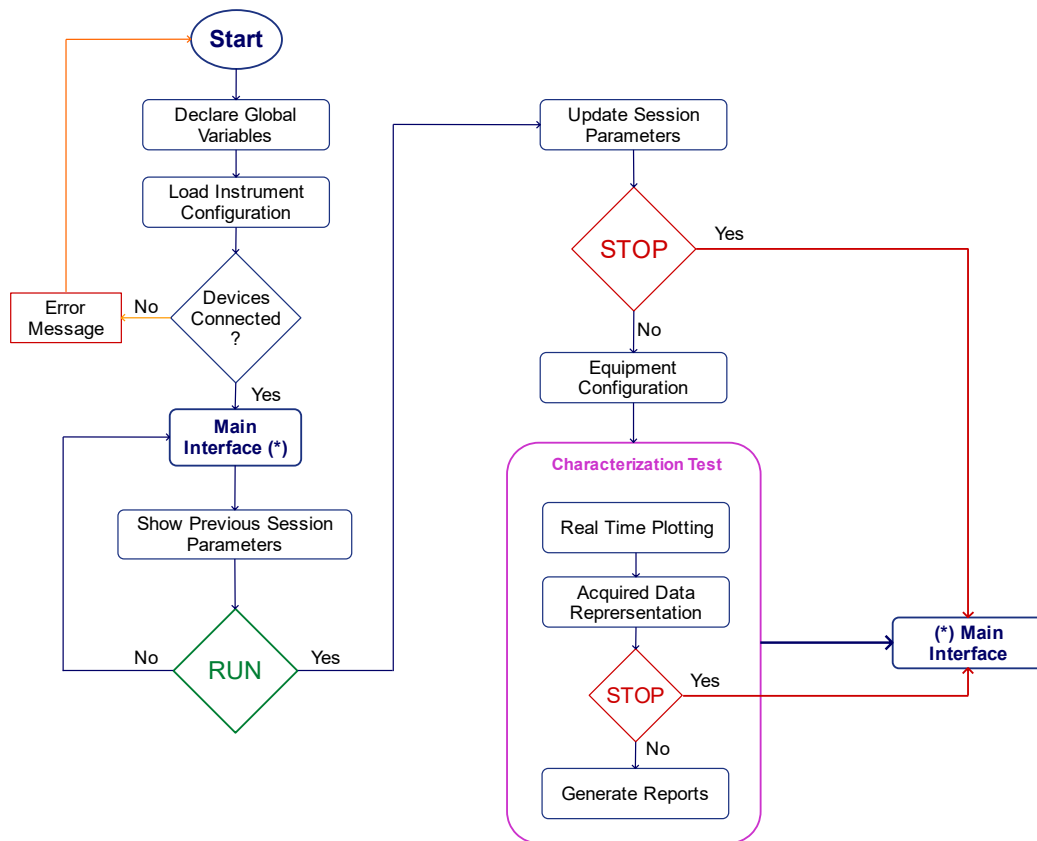 Start
Declare Global
Variables
Load Instrument
Configuration
Devices
Connected
?
No
Error
Message
Yes
Main
Interface (*)
Show Previous Session
Parameters
RUN
No
Yes
Update Session
Parameters
STOP
Yes
No
Equipment
Configuration
Characterization Test
Real Time Plotting
Acquired Data
Reprersentation
STOP
Yes
No
Generate Reports
(*) Main
Interface